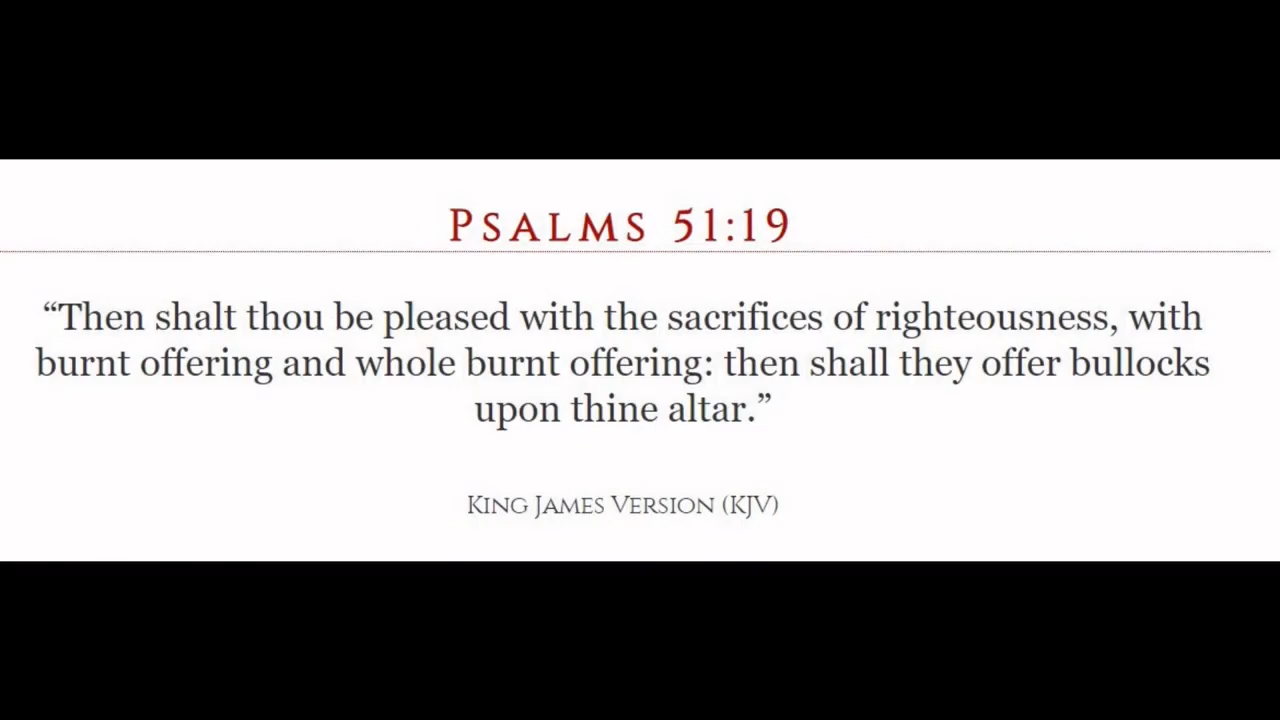 Psalms 51:19
“Then shalt thou be pleased with the sacrifices of righteousness, with
burnt offering and whole burnt offering: then shall they offer bullocks
upon thine altar.”
King James Version (KJV)